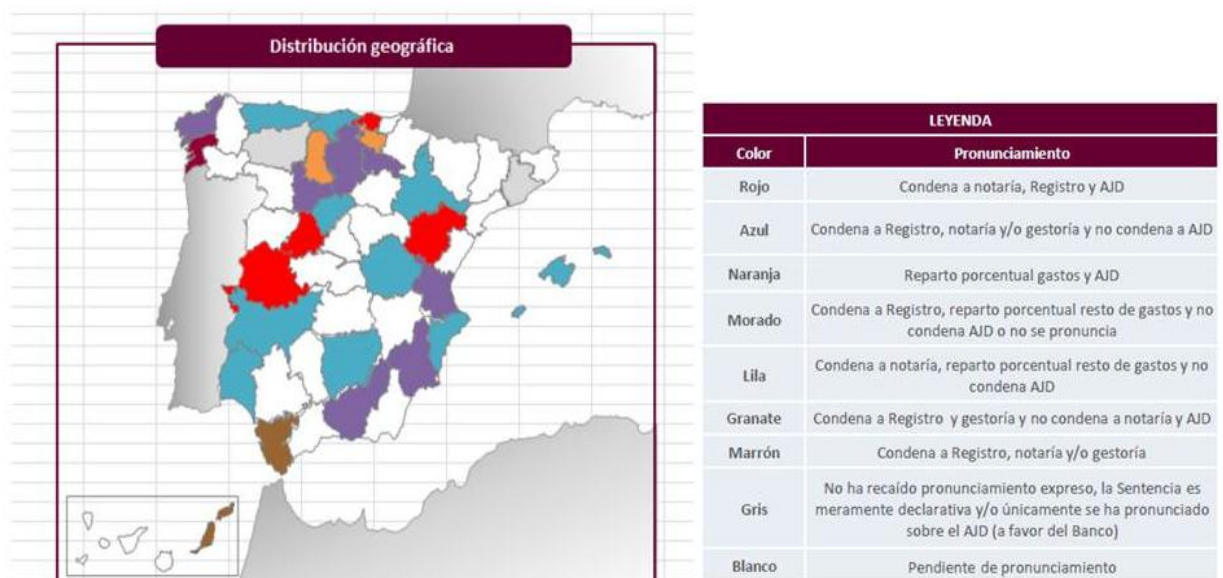 Distribución geográfica
LEYENDA
Color Pronunciamiento
Rojo Condena a notaría, Registro y AJD
Azul Condena a Registro, notaría y/o gestoría y no condena a AJD
Naranja Reparto porcentual gastos y AJD
Morado Condena a Registro, reparto porcentual resto de gastos y no
condena AJD o no se pronuncia
Lila Condena a notaría, reparto porcentual resto de gastos y no
condena AJD
Granate Condena a Registro y gestoría y no condena a notaría y AJD
Marrón Condena a Registro, notaría y/o gestoría
Gris No ha recaído pronunciamiento expreso, la Sentencia es
meramente declarativa y/o únicamente se ha pronunciado
sobre el AJD (a favor del Banco)
Blanco Pendiente de pronunciamiento